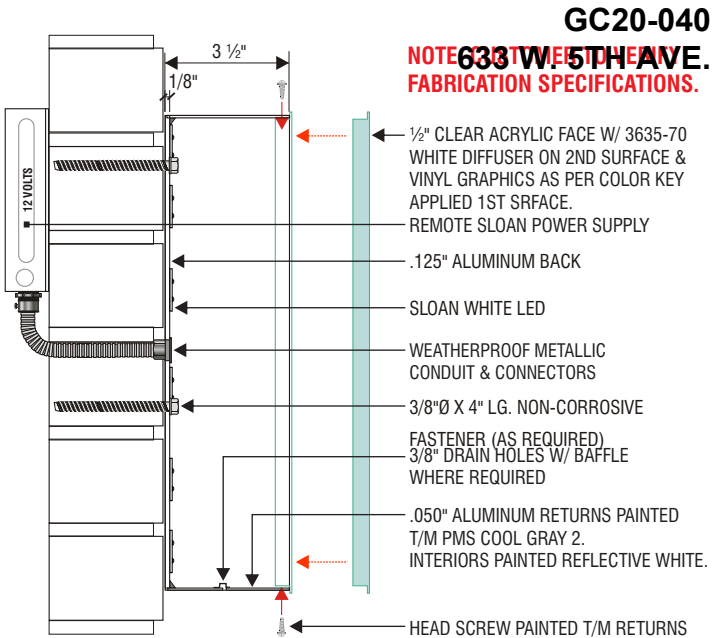 GC20-040
633 W. 5TH AVE.
NOTE: CUSTOMER TO VERIFY
FABRICATION SPECIFICATIONS.
3 ½"
1/8"
12 VOLTS
½" CLEAR ACRYLIC FACE W/ 3635-70
WHITE DIFFUSER ON 2ND SURFACE &
VINYL GRAPHICS AS PER COLOR KEY
APPLIED 1ST SRFACE.
REMOTE SLOAN POWER SUPPLY
.125" ALUMINUM BACK
SLOAN WHITE LED
WEATHERPROOF METALLIC
CONDUIT & CONNECTORS
3/8"Ø X 4" LG. NON-CORROSIVE
FASTENER (AS REQUIRED)
3/8" DRAIN HOLES W/ BAFFLE
WHERE REQUIRED
.050" ALUMINUM RETURNS PAINTED
T/M PMS COOL GRAY 2.
INTERIORS PAINTED REFLECTIVE WHITE.
HEAD SCREW PAINTED T/M RETURNS